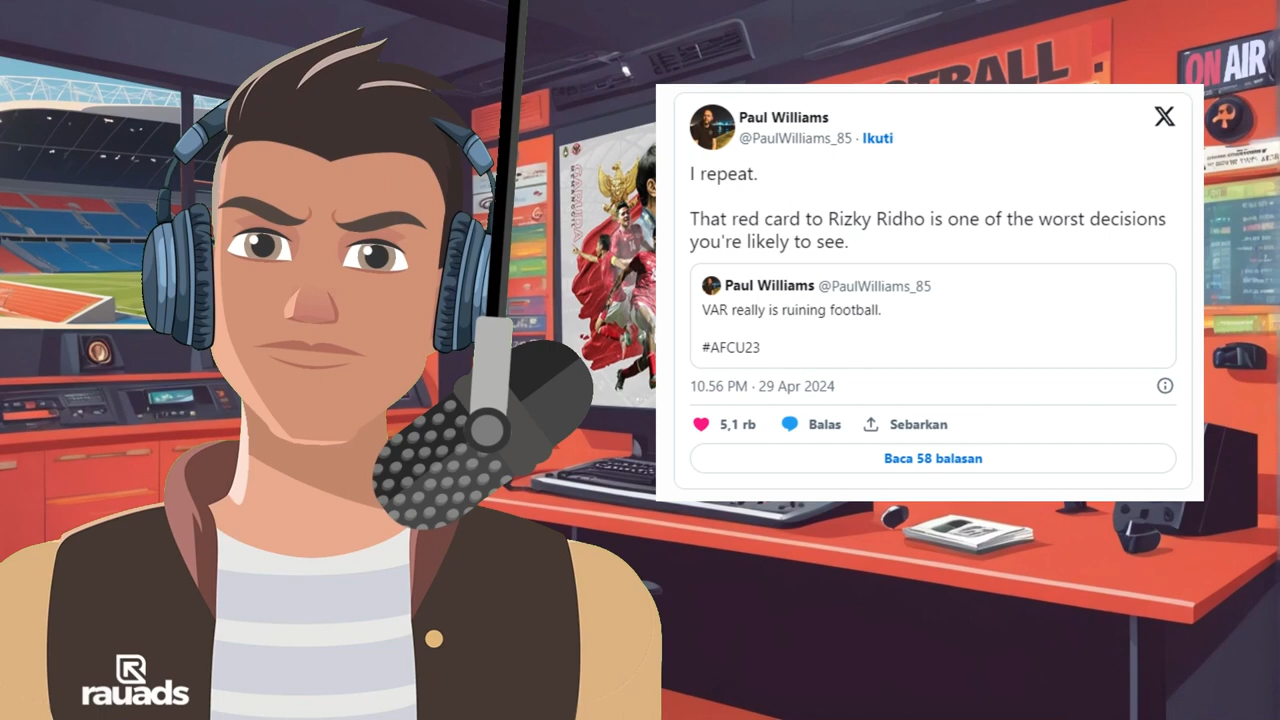 ON AIR
Paul Williams
@PaulWilliams_85 · Ikuti
I repeat.
That red card to Rizky Ridho is one of the worst decisions
you're likely to see.
Paul Williams @PaulWilliams_85
VAR really is ruining football.
#AFCU23
10.56 PM · 29 Apr 2024
5,1 rb
Balas
Sebarkan
Baca 58 balasan
rauads